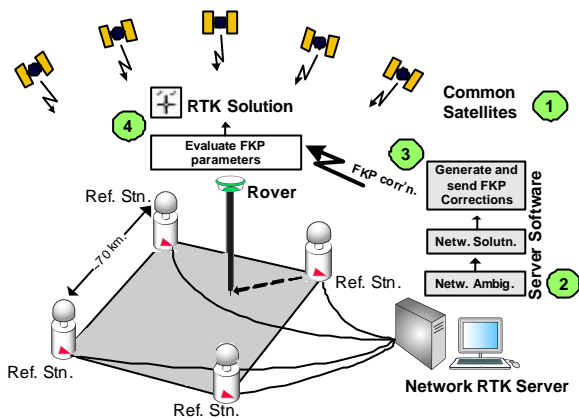 Common
Satellites
1
RTK Solution
4
Evaluate FKP
parameters
3
FKP corr'n.
Generate and
send FKP
Corrections
Netw. Solutn.
Netw. Ambig.
Server Software
2
Rover
Ref. Stn.
~70 km.
Ref. Stn.
Ref. Stn.
Ref. Stn.
Network RTK Server